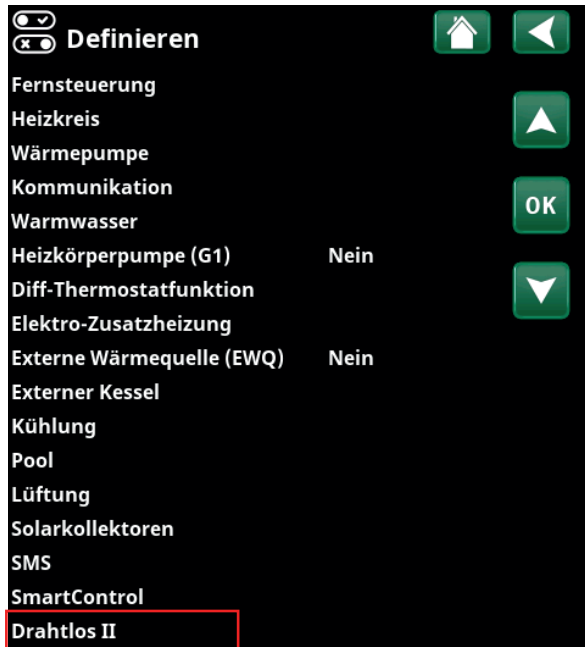 Definieren
Fernsteuerung
Heizkreis
Wärmepumpe
Kommunikation
OK
Warmwasser
Heizkörperpumpe (G1) Nein
Diff-Thermostatfunktion
Elektro-Zusatzheizung
Externe Wärmequelle (EWQ) Nein
Externer Kessel
Kühlung
Pool
Lüftung
Solarkollektoren
SMS
SmartControl
Drahtlos II